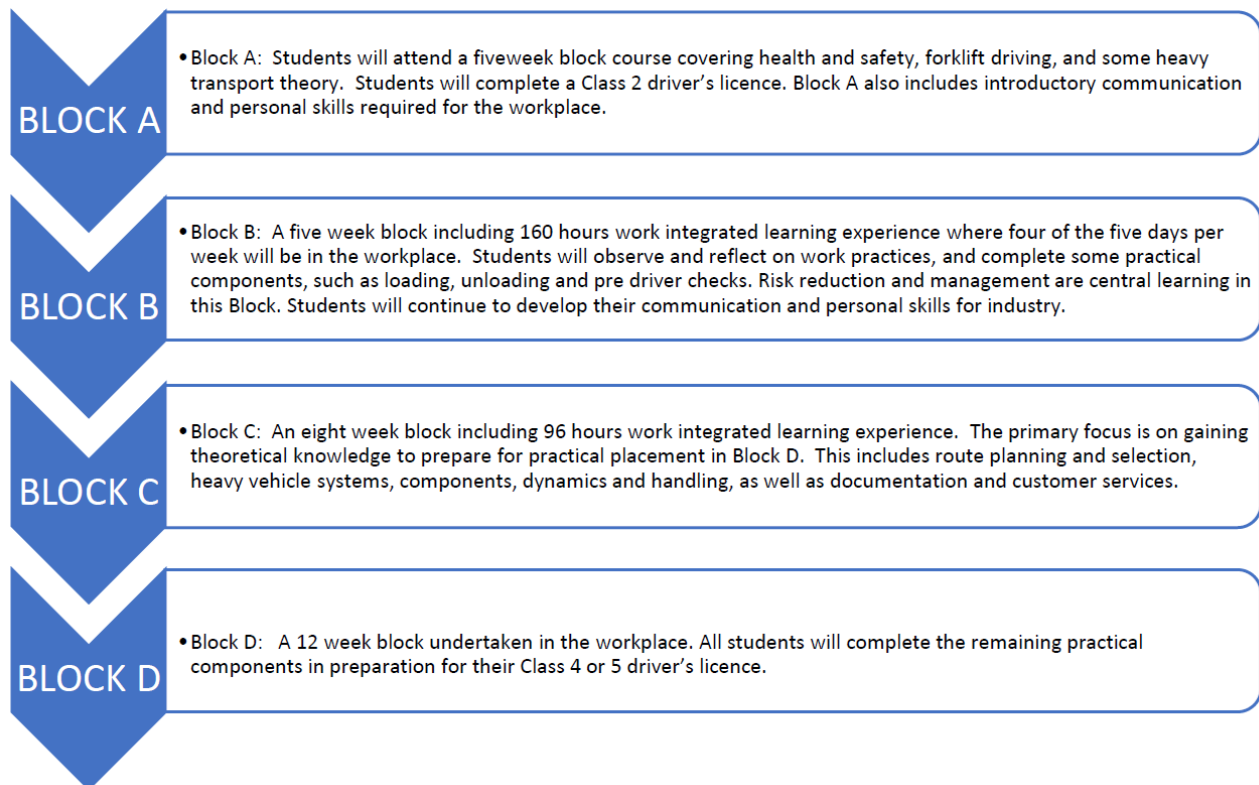 BLOCK A
•Block A:  Students will attend a fiveweek block course covering health and safety, forklift driving, and some heavy
transport theory.  Students will complete a Class 2 driver's licence. Block A also includes introductory communication
and personal skills required for the workplace.
BLOCK B
•Block B:  A five week block including 160 hours work integrated learning experience where four of the five days per
week will be in the workplace.  Students will observe and reflect on work practices, and complete some practical
components, such as loading, unloading and pre driver checks. Risk reduction and management are central learning in
this Block. Students will continue to develop their communication and personal skills for industry.
BLOCK C
•Block C:  An eight week block including 96 hours work integrated learning experience.  The primary focus is on gaining
theoretical knowledge to prepare for practical placement in Block D.  This includes route planning and selection,
heavy vehicle systems, components, dynamics and handling, as well as documentation and customer services.
BLOCK D
•Block D:   A 12 week block undertaken in the workplace. All students will complete the remaining practical
components in preparation for their Class 4 or 5 driver's licence.